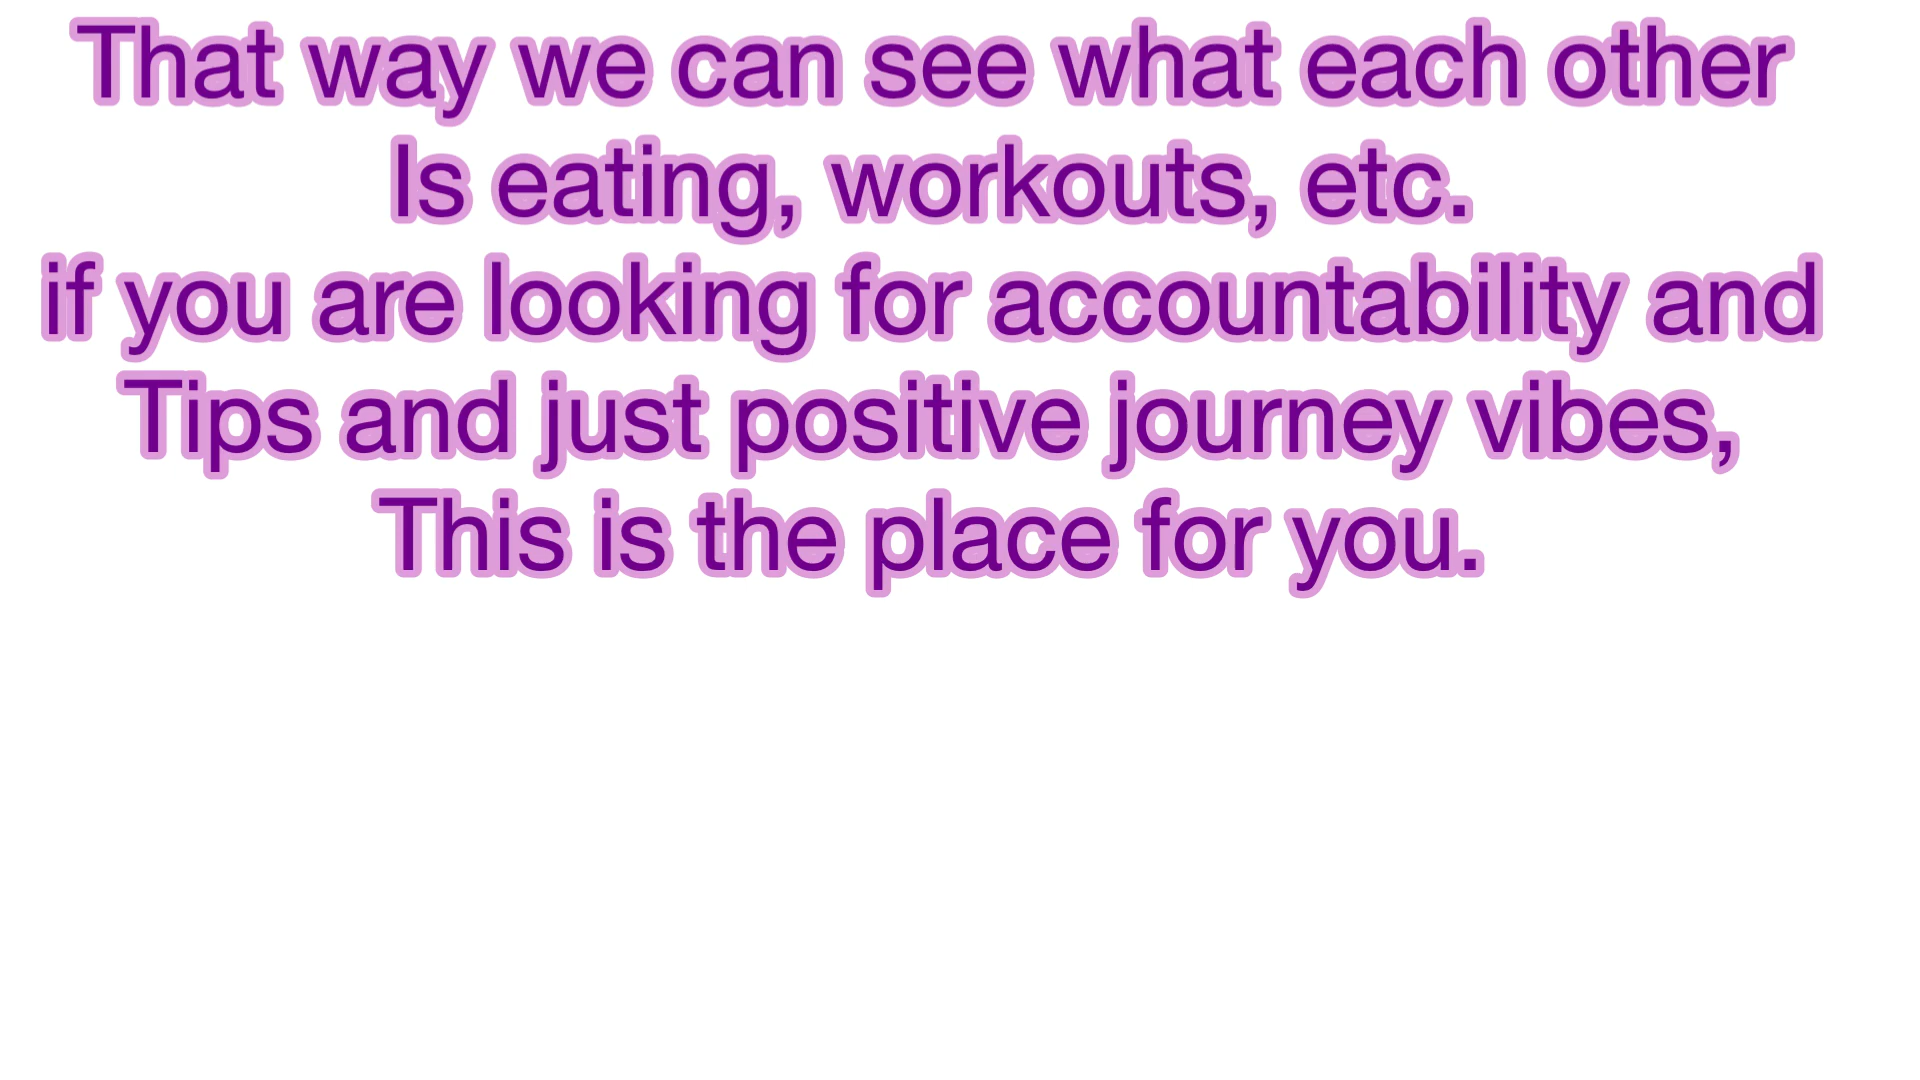 That way we can see what each other
Is eating, workouts, etc.
if you are looking for accountability and
Tips and just positive journey vibes,
This is the place for you.